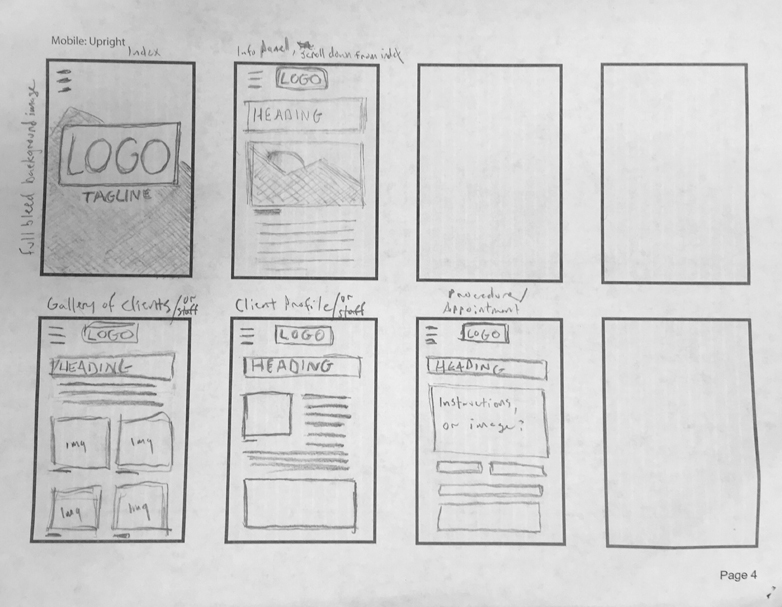 Mobile: Upright
Index
Info Panel, scroll down from index
full bleed background image
LOGO
TAGLINE
LOGO
HEADING
Gallery of Clients/or staff
LOGO
HEADING
img
img
img
img
Client Profile/or staff
LOGO
HEADING
Procedure/
Appointment
LOGO
HEADING
Instructions,
or image?
Page 4